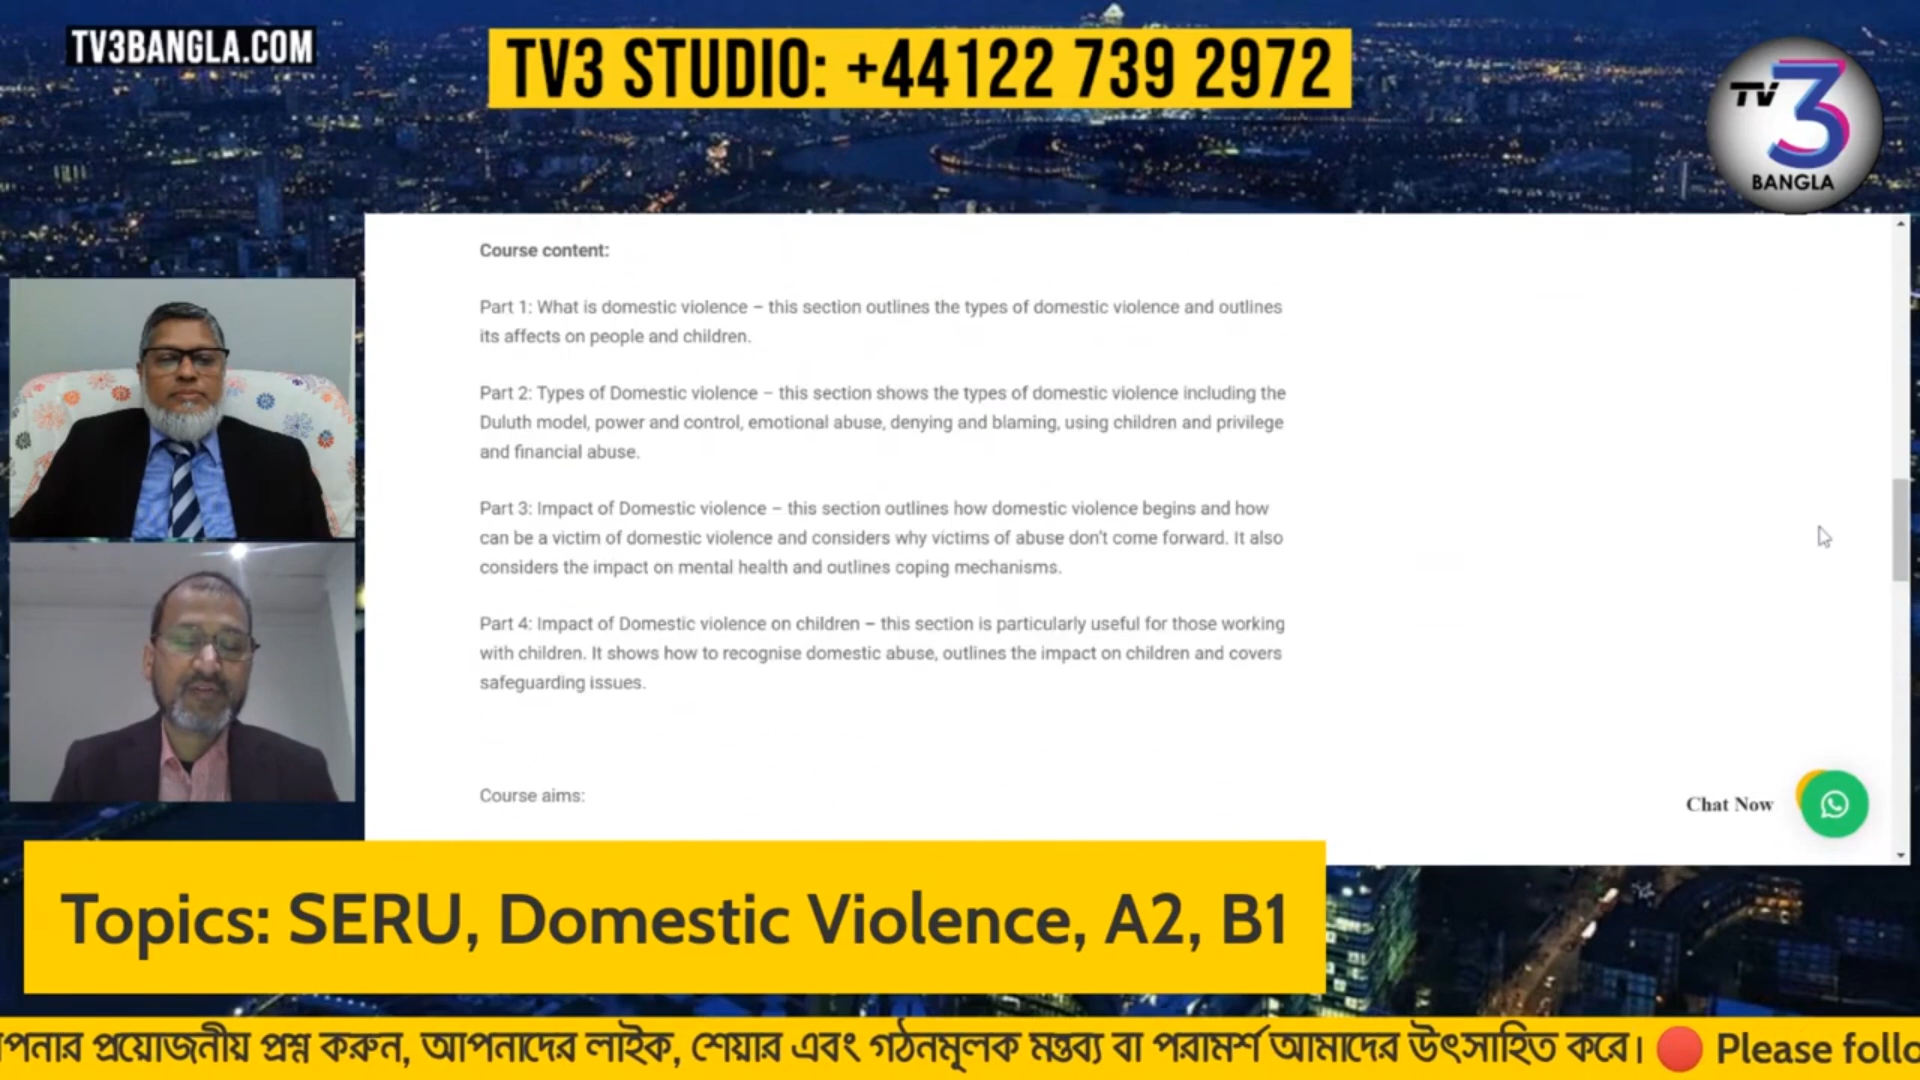 TV3BANGLA.COM
TV3 STUDIO: +44122 739 2972
TV3
BANGLA
Course content:
Part 1: What is domestic violence – this section outlines the types of domestic violence and outlines
its affects on people and children.
Part 2: Types of Domestic violence – this section shows the types of domestic violence including the
Duluth model, power and control, emotional abuse, denying and blaming, using children and privilege
and financial abuse.
Part 3: Impact of Domestic violence – this section outlines how domestic violence begins and how
can be a victim of domestic violence and considers why victims of abuse don't come forward. It also
considers the impact on mental health and outlines coping mechanisms.
Part 4: Impact of Domestic violence on children – this section is particularly useful for those working
with children. It shows how to recognise domestic abuse, outlines the impact on children and covers
safeguarding issues.
Course aims:
Chat Now
Topics: SERU, Domestic Violence, A2, B1
পনার প্রয়োজনীয় প্রশ্ন করুন, আপনাদের লাইক, শেয়ার এবং গঠনমূলক মন্তব্য বা পরামর্শ আমাদের উৎসাহিত করে। 🔴 Please follo